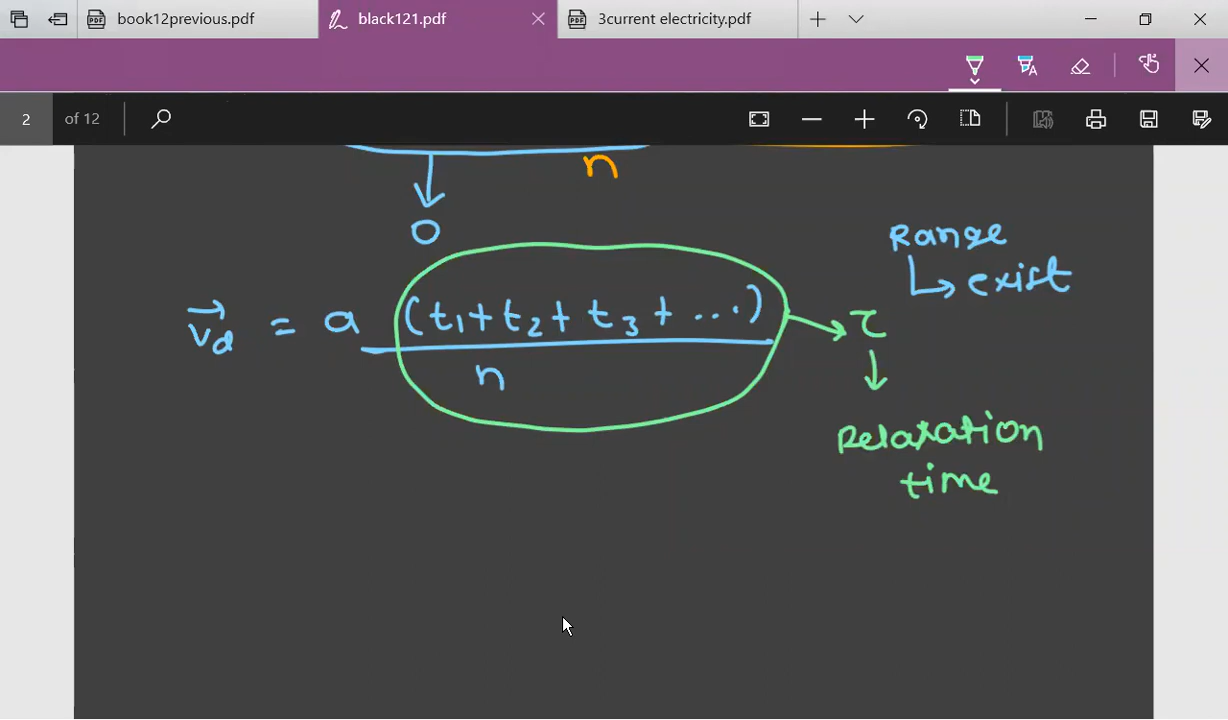 book12previous.pdf
black121.pdf
3current electricity.pdf
2 of 12
n
0
Range
↳ exist
v⃗d = a (t₁+t₂+t₃+...) → τ
n
Relaxation
time